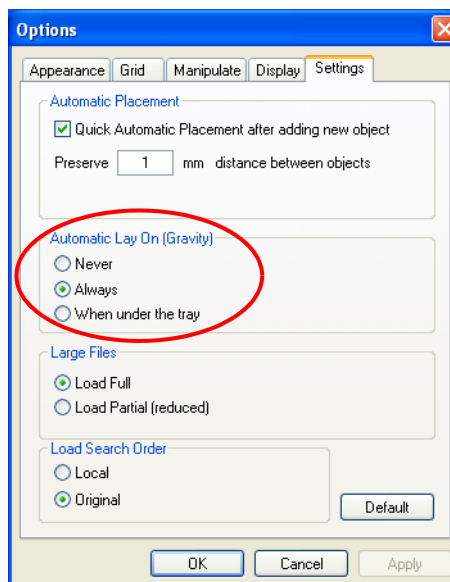 Options
Appearance Grid Manipulate Display Settings
Automatic Placement
Quick Automatic Placement after adding new object
Preserve 1 mm distance between objects
Automatic Lay On (Gravity)
Never
Always
When under the tray
Large Files
Load Full
Load Partial (reduced)
Load Search Order
Local
Original
Default
OK Cancel Apply